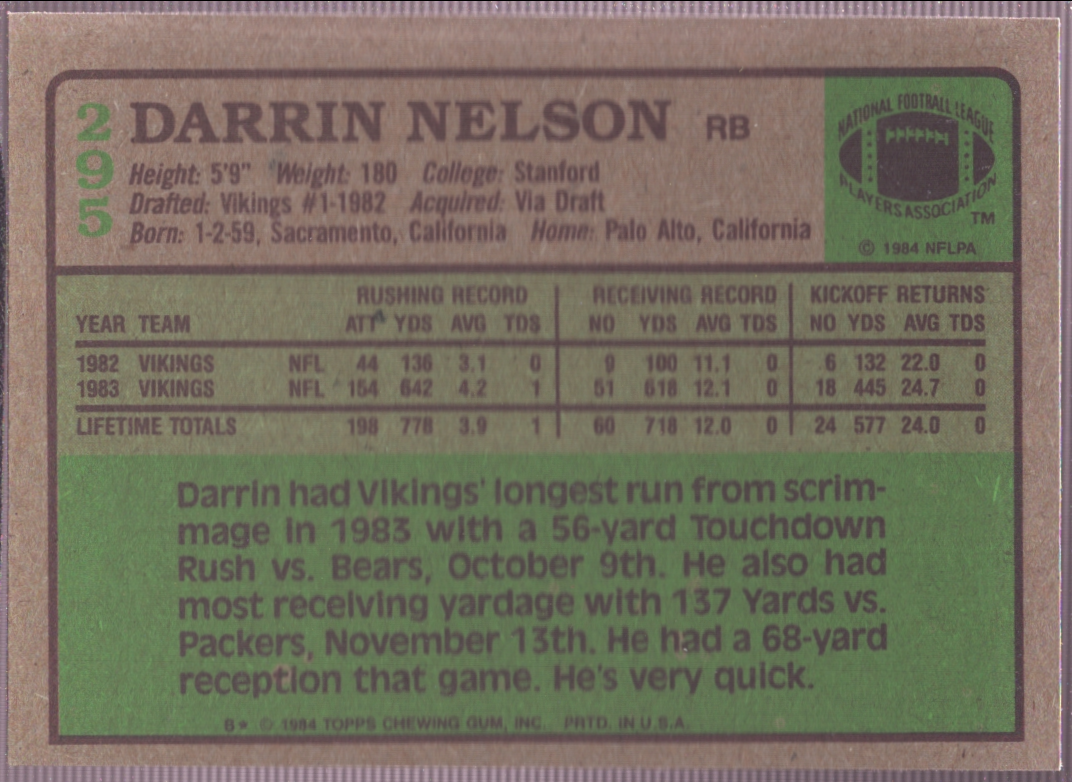 295
DARRIN NELSON RB
Height: 5'9" Weight: 180 College: Stanford
Drafted: Vikings #1-1982 Acquired: Via Draft
Born: 1-2-59, Sacramento, California Home: Palo Alto, California
NATIONAL FOOTBALL LEAGUE
PLAYERS ASSOCIATION
TM
© 1984 NFLPA
RUSHING RECORD RECEIVING RECORD KICKOFF RETURNS
YEAR TEAM ATT YDS AVG TDS NO YDS AVG TDS NO YDS AVG TDS
1982 VIKINGS NFL 44 136 3.1 0 9 100 11.1 0 6 132 22.0 0
1983 VIKINGS NFL 154 642 4.2 1 51 618 12.1 0 18 445 24.7 0
LIFETIME TOTALS 198 778 3.9 1 60 718 12.0 0 24 577 24.0 0
Darrin had Vikings' longest run from scrim-
mage in 1983 with a 56-yard Touchdown
Rush vs. Bears, October 9th. He also had
most receiving yardage with 137 Yards vs.
Packers, November 13th. He had a 68-yard
reception that game. He's very quick.
B★ © 1984 TOPPS CHEWING GUM, INC. PRTD. IN U.S.A.